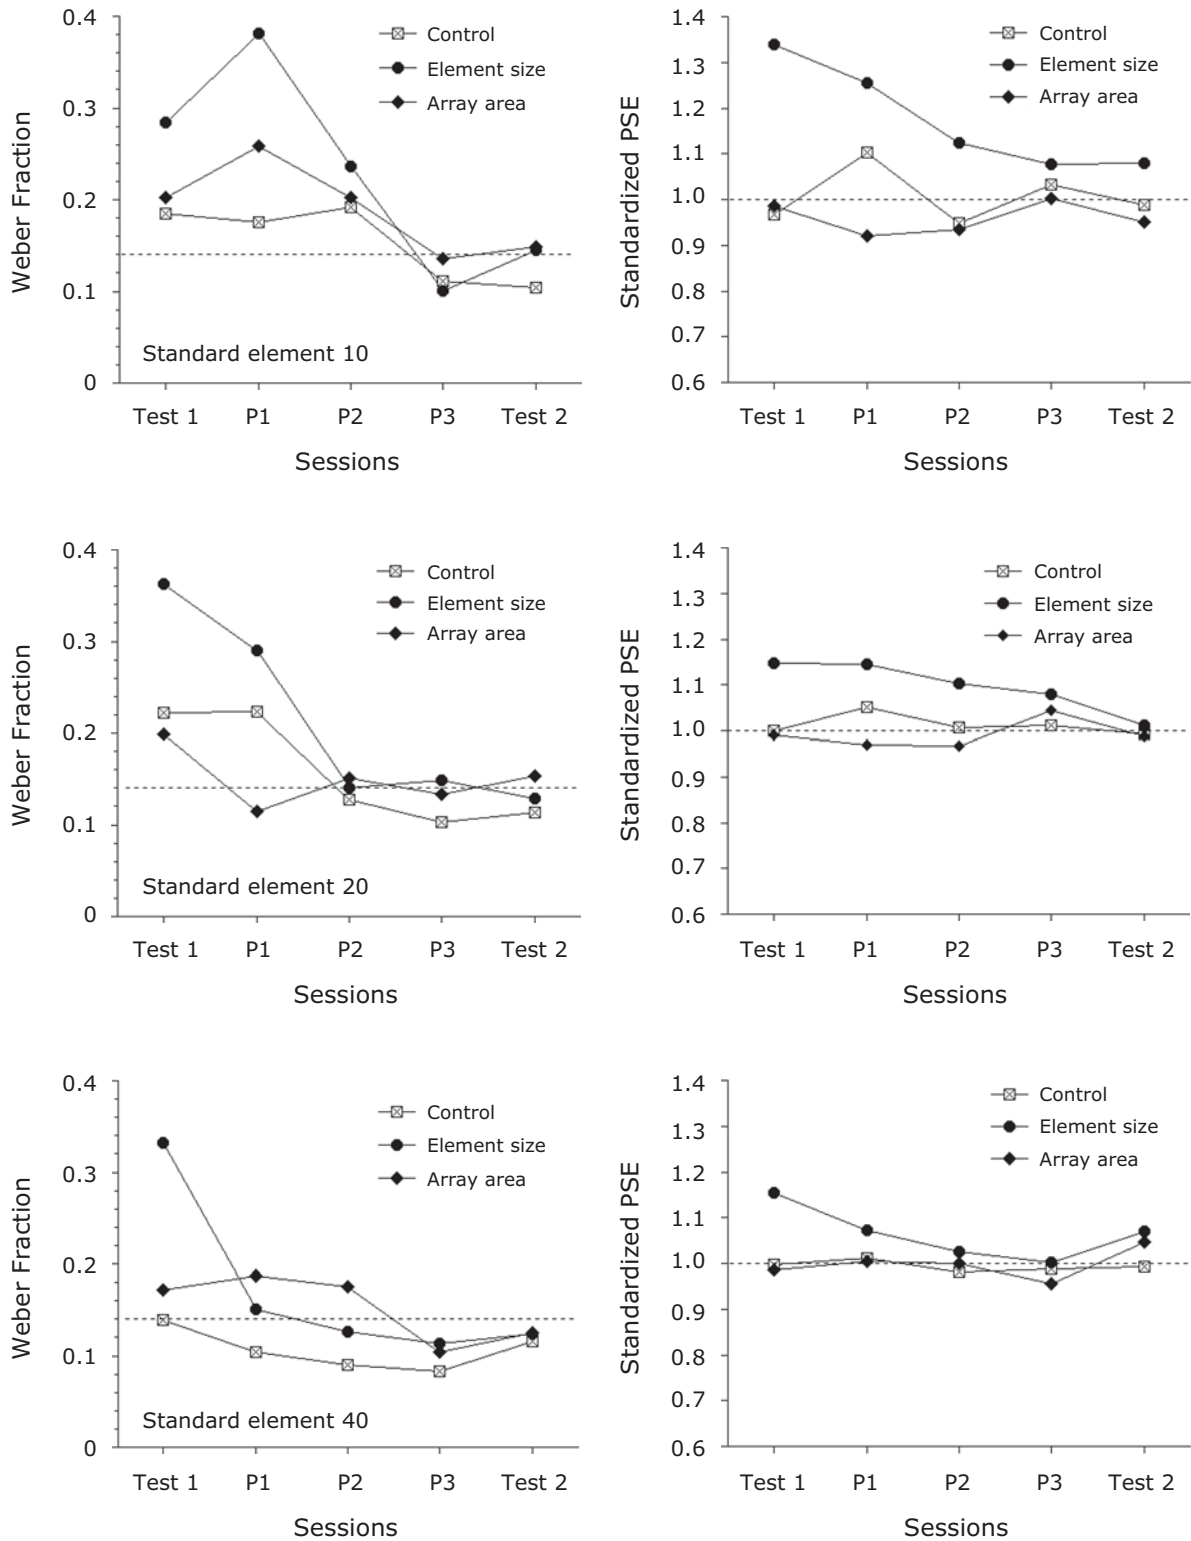 Weber Fraction
0.4
0.3
0.2
0.1
0
Control
Element size
Array area
Standard element 10
Test 1 P1 P2 P3 Test 2
Sessions
Standardized PSE
1.4
1.3
1.2
1.1
1.0
0.9
0.8
0.7
0.6
Control
Element size
Array area
Test 1 P1 P2 P3 Test 2
Sessions
Weber Fraction
0.4
0.3
0.2
0.1
0
Control
Element size
Array area
Standard element 20
Test 1 P1 P2 P3 Test 2
Sessions
Standardized PSE
1.4
1.3
1.2
1.1
1.0
0.9
0.8
0.7
0.6
Control
Element size
Array area
Test 1 P1 P2 P3 Test 2
Sessions
Weber Fraction
0.4
0.3
0.2
0.1
0
Control
Element size
Array area
Standard element 40
Test 1 P1 P2 P3 Test 2
Sessions
Standardized PSE
1.4
1.3
1.2
1.1
1.0
0.9
0.8
0.7
0.6
Control
Element size
Array area
Test 1 P1 P2 P3 Test 2
Sessions